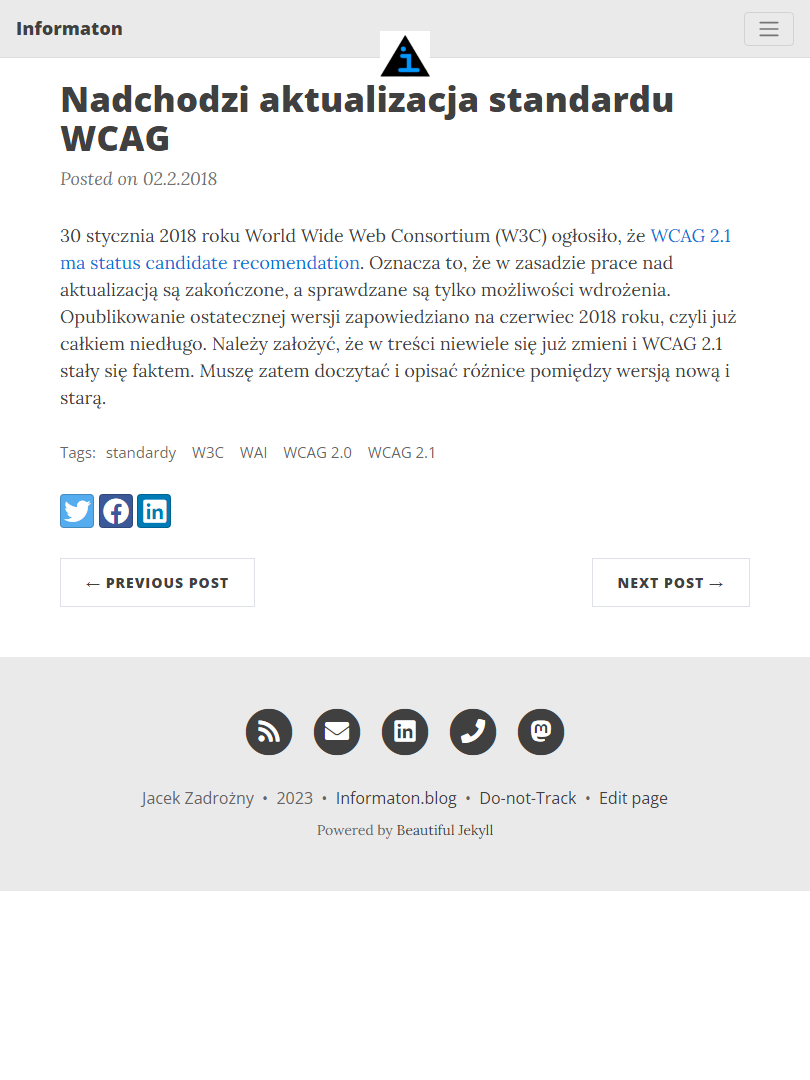 Informaton
Nadchodzi aktualizacja standardu
WCAG
Posted on 02.2.2018
30 stycznia 2018 roku World Wide Web Consortium (W3C) ogłosiło, że WCAG 2.1
ma status candidate recomendation. Oznacza to, że w zasadzie prace nad
aktualizacją są zakończone, a sprawdzane są tylko możliwości wdrożenia.
Opublikowanie ostatecznej wersji zapowiedziano na czerwiec 2018 roku, czyli już
całkiem niedługo. Należy założyć, że w treści niewiele się już zmieni i WCAG 2.1
stały się faktem. Muszę zatem doczytać i opisać różnice pomiędzy wersją nową i
starą.
Tags: standardy W3C WAI WCAG 2.0 WCAG 2.1
← PREVIOUS POST NEXT POST →
Jacek Zadrożny • 2023 • Informaton.blog • Do-not-Track • Edit page
Powered by Beautiful Jekyll